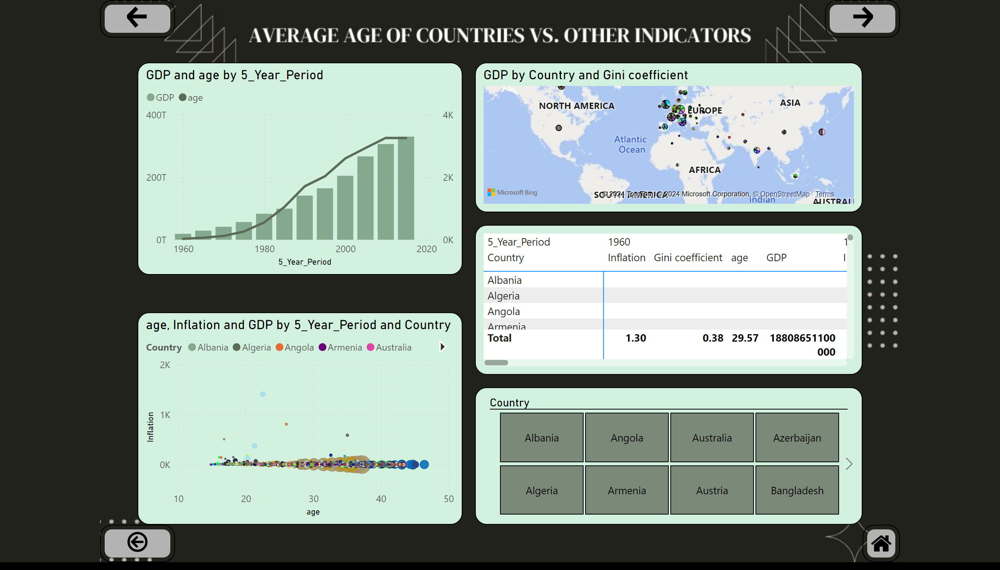 AVERAGE AGE OF COUNTRIES VS. OTHER INDICATORS
GDP and age by 5_Year_Period
GDP age
400T 4K
200T 2K
0T 0K
1960 1980 2000 2020
5_Year_Period
age, Inflation and GDP by 5_Year_Period and Country
Country Albania Algeria Angola Armenia Australia
2K
1K
0K
Inflation
10 20 30 40 50
age
GDP by Country and Gini coefficient
NORTH AMERICA
ASIA
EUROPE
Atlantic
Ocean
AFRICA
Microsoft Bing
SOUTH AMERICA
© 2024 TomTom, © 2024 Microsoft Corporation, © OpenStreetMap Terms
Indian
AUSTRALI
5_Year_Period 1960 1
Country Inflation Gini coefficient age GDP I
Albania
Algeria
Angola
Armenia
Total 1.30 0.38 29.57 18808651100
000
Country
Albania Angola Australia Azerbaijan
Algeria Armenia Austria Bangladesh